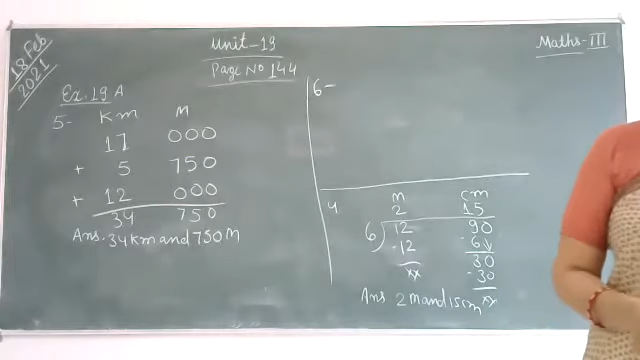 18 Feb
2021
Unit-19
Page No 144
Maths-III
Ex. 19 A
5- Km M
17 000
+ 5 750
+ 12 000
34 750
Ans. 34 km and 750 M
6-
4 m cm
2 15
6 12 90
-12 -6↓
xx 30
-30
xx
Ans 2 M and 15 cm